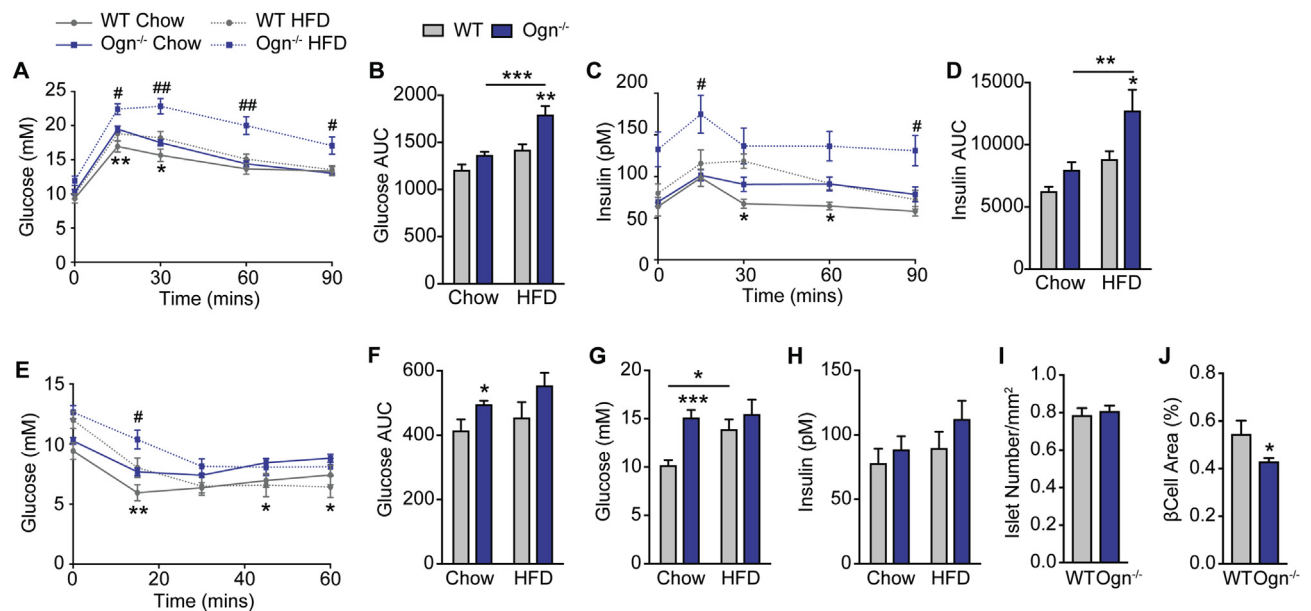 WT Chow
WT HFD
Ogn-/- Chow
Ogn-/- HFD
WT
Ogn-/-
A
25
20
15
10
5
0
Glucose (mM)
#
##
##
#
**
*
0
30
60
90
Time (mins)
B
2000
1500
1000
500
0
Glucose AUC
***
**
Chow
HFD
C
200
150
100
50
0
Insulin (pM)
#
#
*
*
0
30
60
90
Time (mins)
D
15000
10000
5000
0
Insulin AUC
**
*
Chow
HFD
E
15
10
5
0
Glucose (mM)
#
**
*
*
0
20
40
60
Time (mins)
F
600
400
200
0
Glucose AUC
*
Chow
HFD
G
20
15
10
5
0
Glucose (mM)
*
***
Chow
HFD
H
150
100
50
0
Insulin (pM)
Chow
HFD
I
1.0
0.8
0.6
0.4
0.2
0.0
Islet Number/mm²
WTOgn-/-
J
0.8
0.6
0.4
0.2
0.0
βCell Area (%)
*
WTOgn-/-